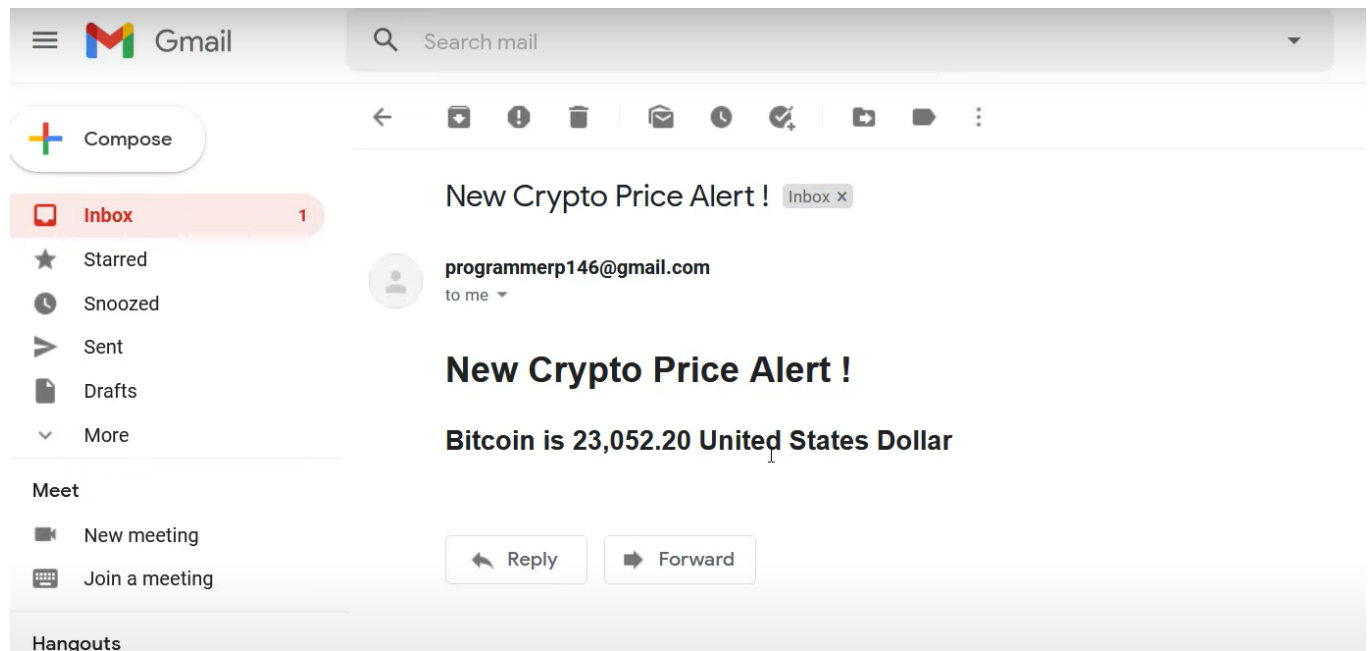 Gmail
Search mail
Compose
Inbox 1
Starred
Snoozed
Sent
Drafts
More
Meet
New meeting
Join a meeting
Hangouts
New Crypto Price Alert ! Inbox x
programmerp146@gmail.com
to me
New Crypto Price Alert !
Bitcoin is 23,052.20 United States Dollar
Reply
Forward